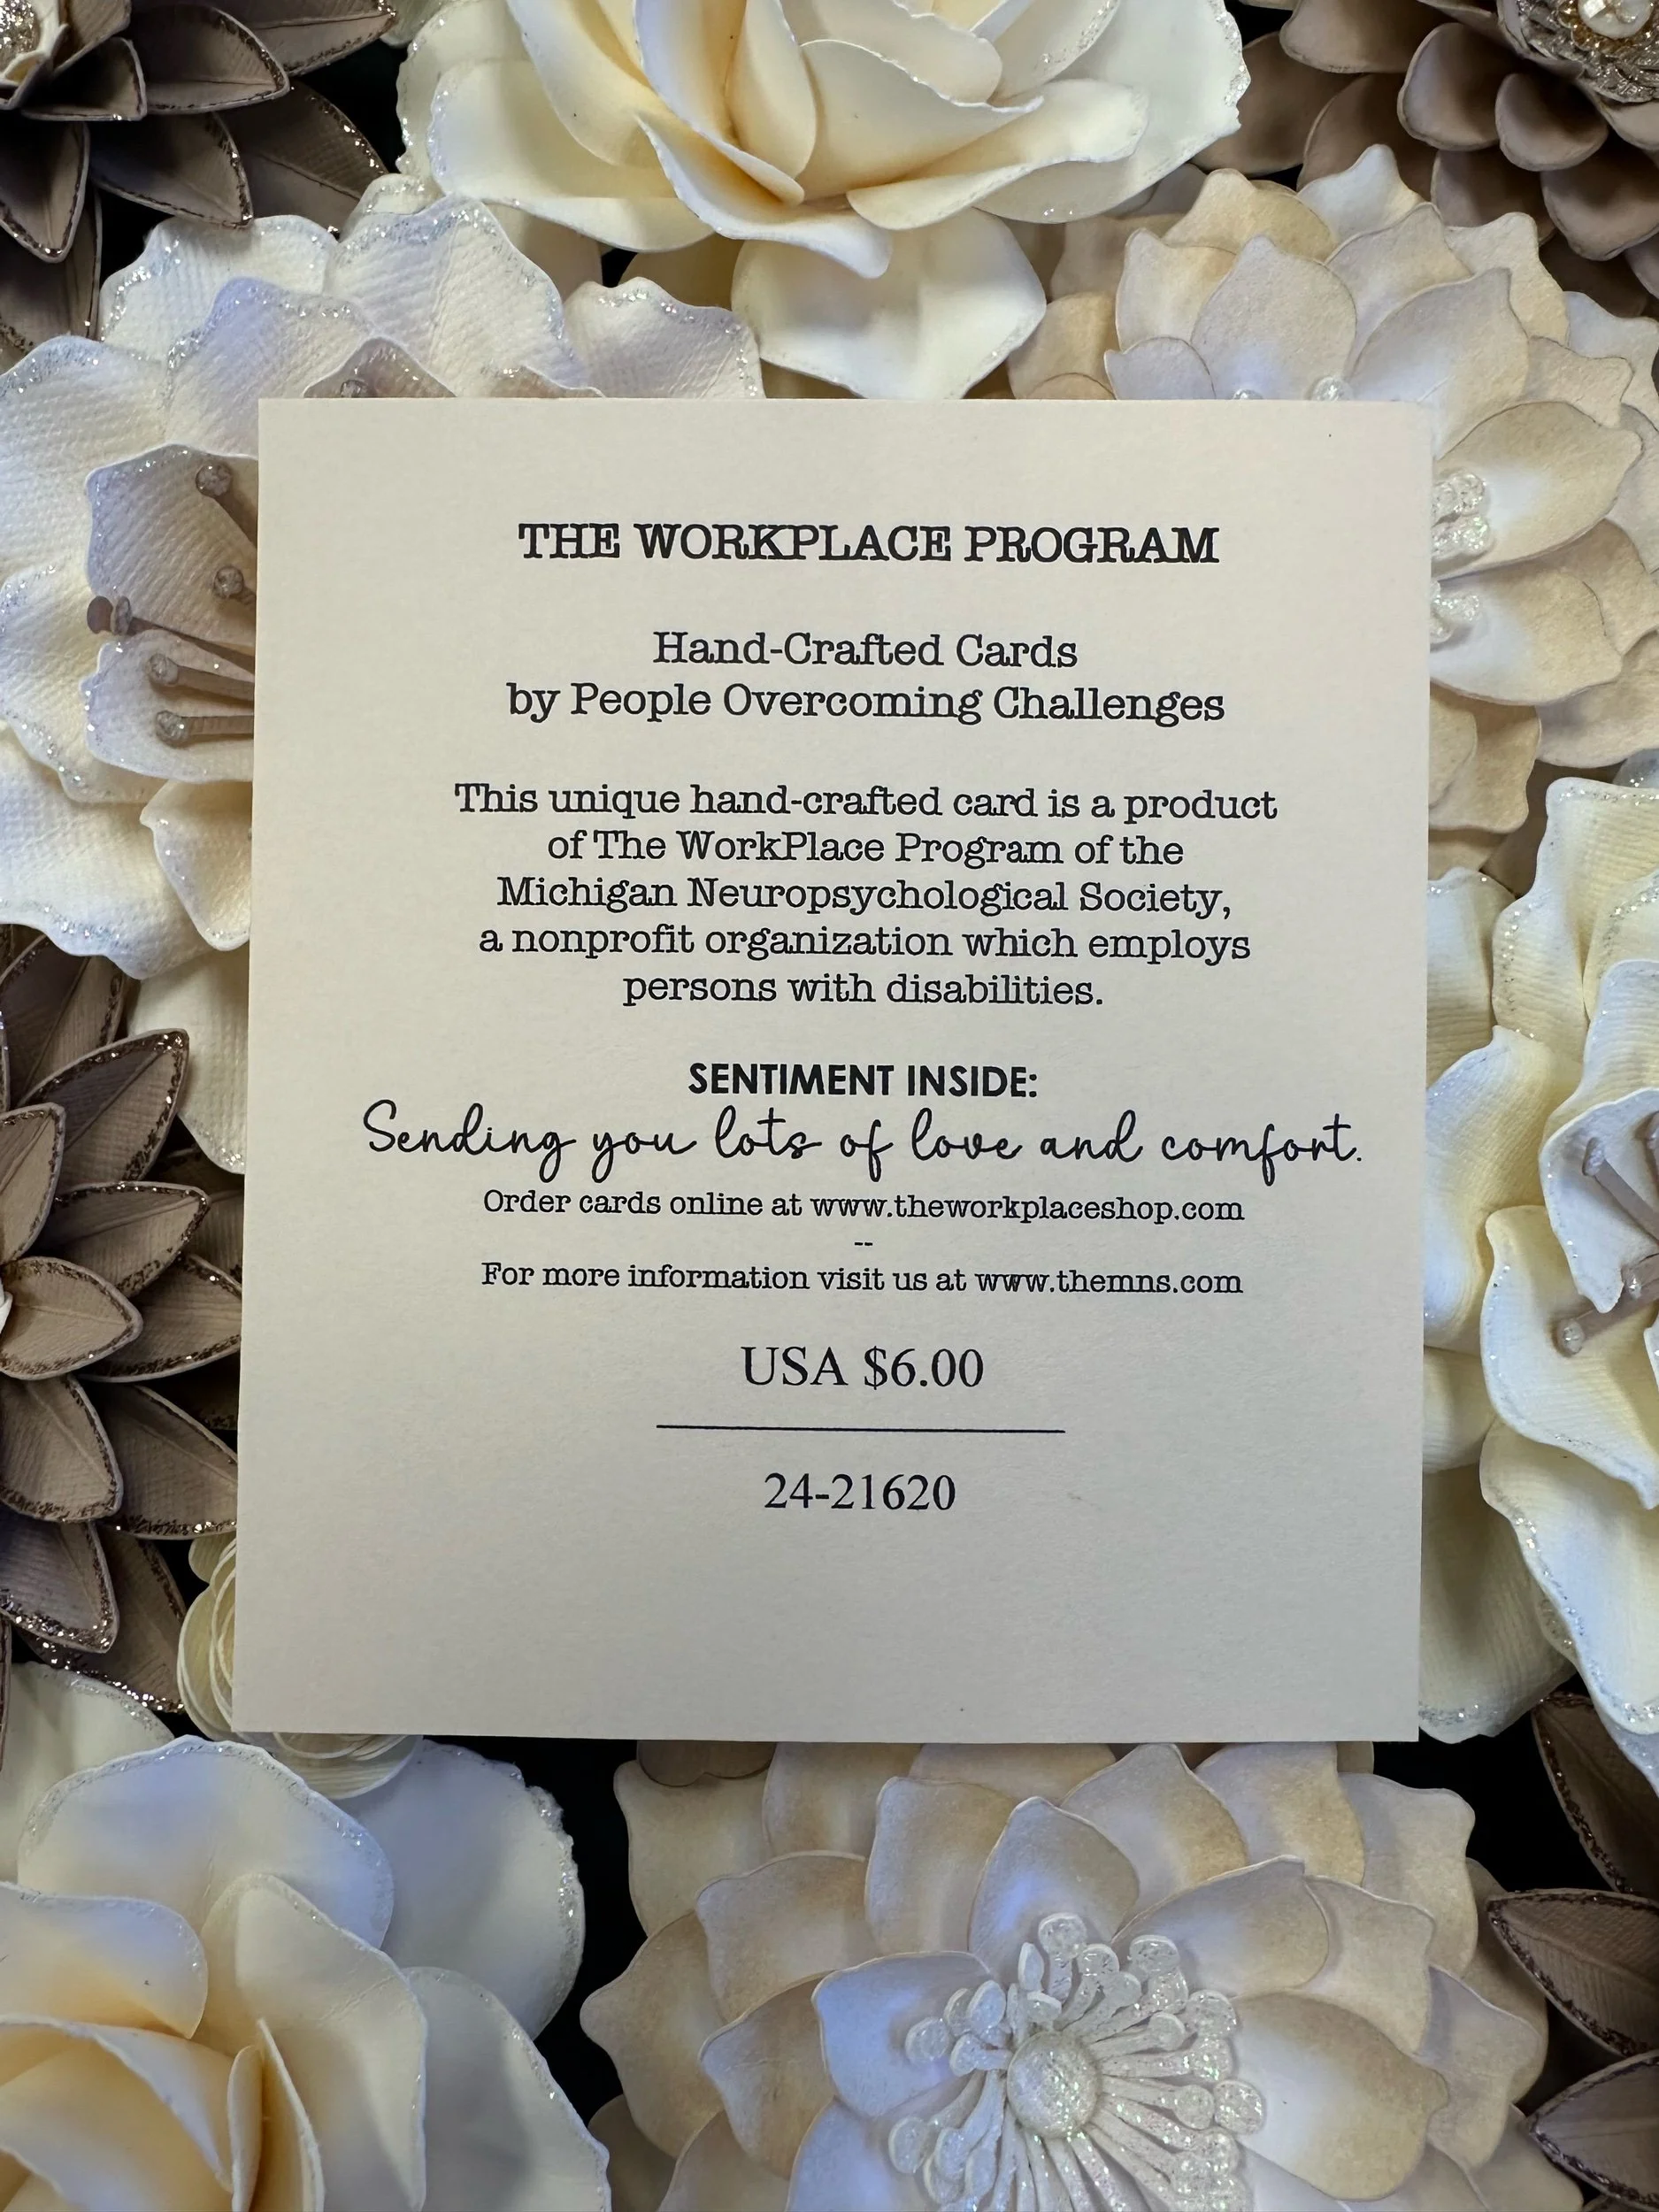 THE WORKPLACE PROGRAM
Hand-Crafted Cards
by People Overcoming Challenges
This unique hand-crafted card is a product
of The WorkPlace Program of the
Michigan Neuropsychological Society,
a nonprofit organization which employs
persons with disabilities.
SENTIMENT INSIDE:
Sending you lots of love and comfort.
Order cards online at www.theworkplaceshop.com
--
For more information visit us at www.themns.com
USA $6.00
24-21620